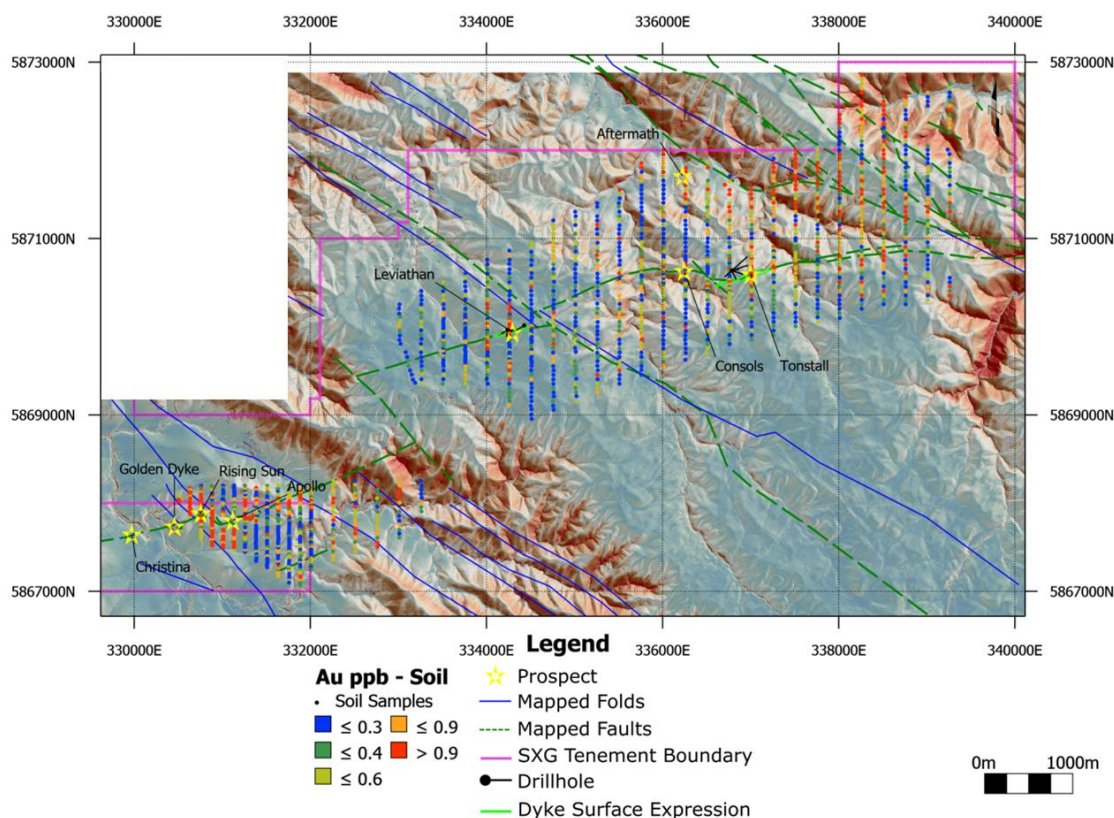 330000E 332000E 334000E 336000E 338000E 340000E
5873000N 5873000N
Aftermath
5871000N 5871000N
Leviathan
Consols Tonstall
5869000N 5869000N
Golden Dyke Rising Sun
Apollo
Christina
5867000N 5867000N
330000E 332000E 334000E 336000E 338000E 340000E
Legend
Au ppb - Soil
Soil Samples
≤ 0.3 ≤ 0.9
≤ 0.4 > 0.9
≤ 0.6
Prospect
Mapped Folds
Mapped Faults
SXG Tenement Boundary
Drillhole
Dyke Surface Expression
0m 1000m